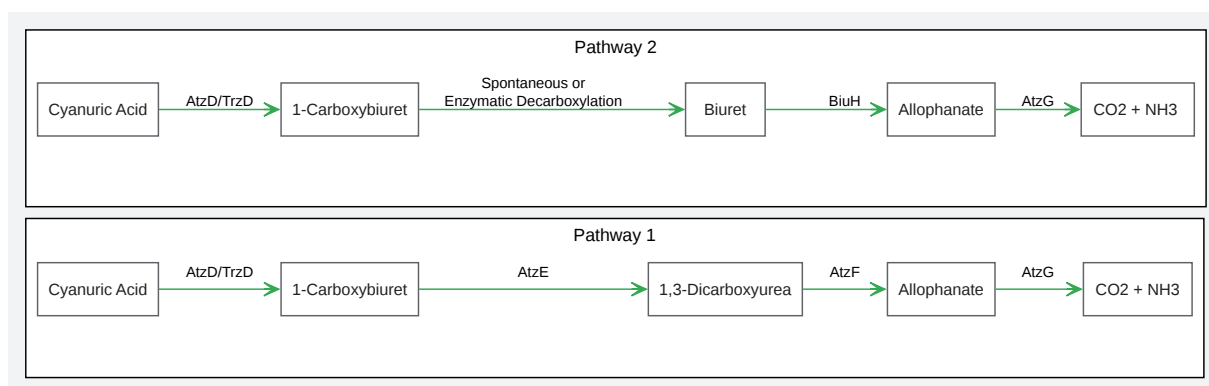 Pathway 2
Cyanuric Acid
AtzD/TrzD
1-Carboxybiuret
Spontaneous or
Enzymatic Decarboxylation
Biuret
BiuH
Allophanate
AtzG
CO2 + NH3
Pathway 1
Cyanuric Acid
AtzD/TrzD
1-Carboxybiuret
AtzE
1,3-Dicarboxyurea
AtzF
Allophanate
AtzG
CO2 + NH3